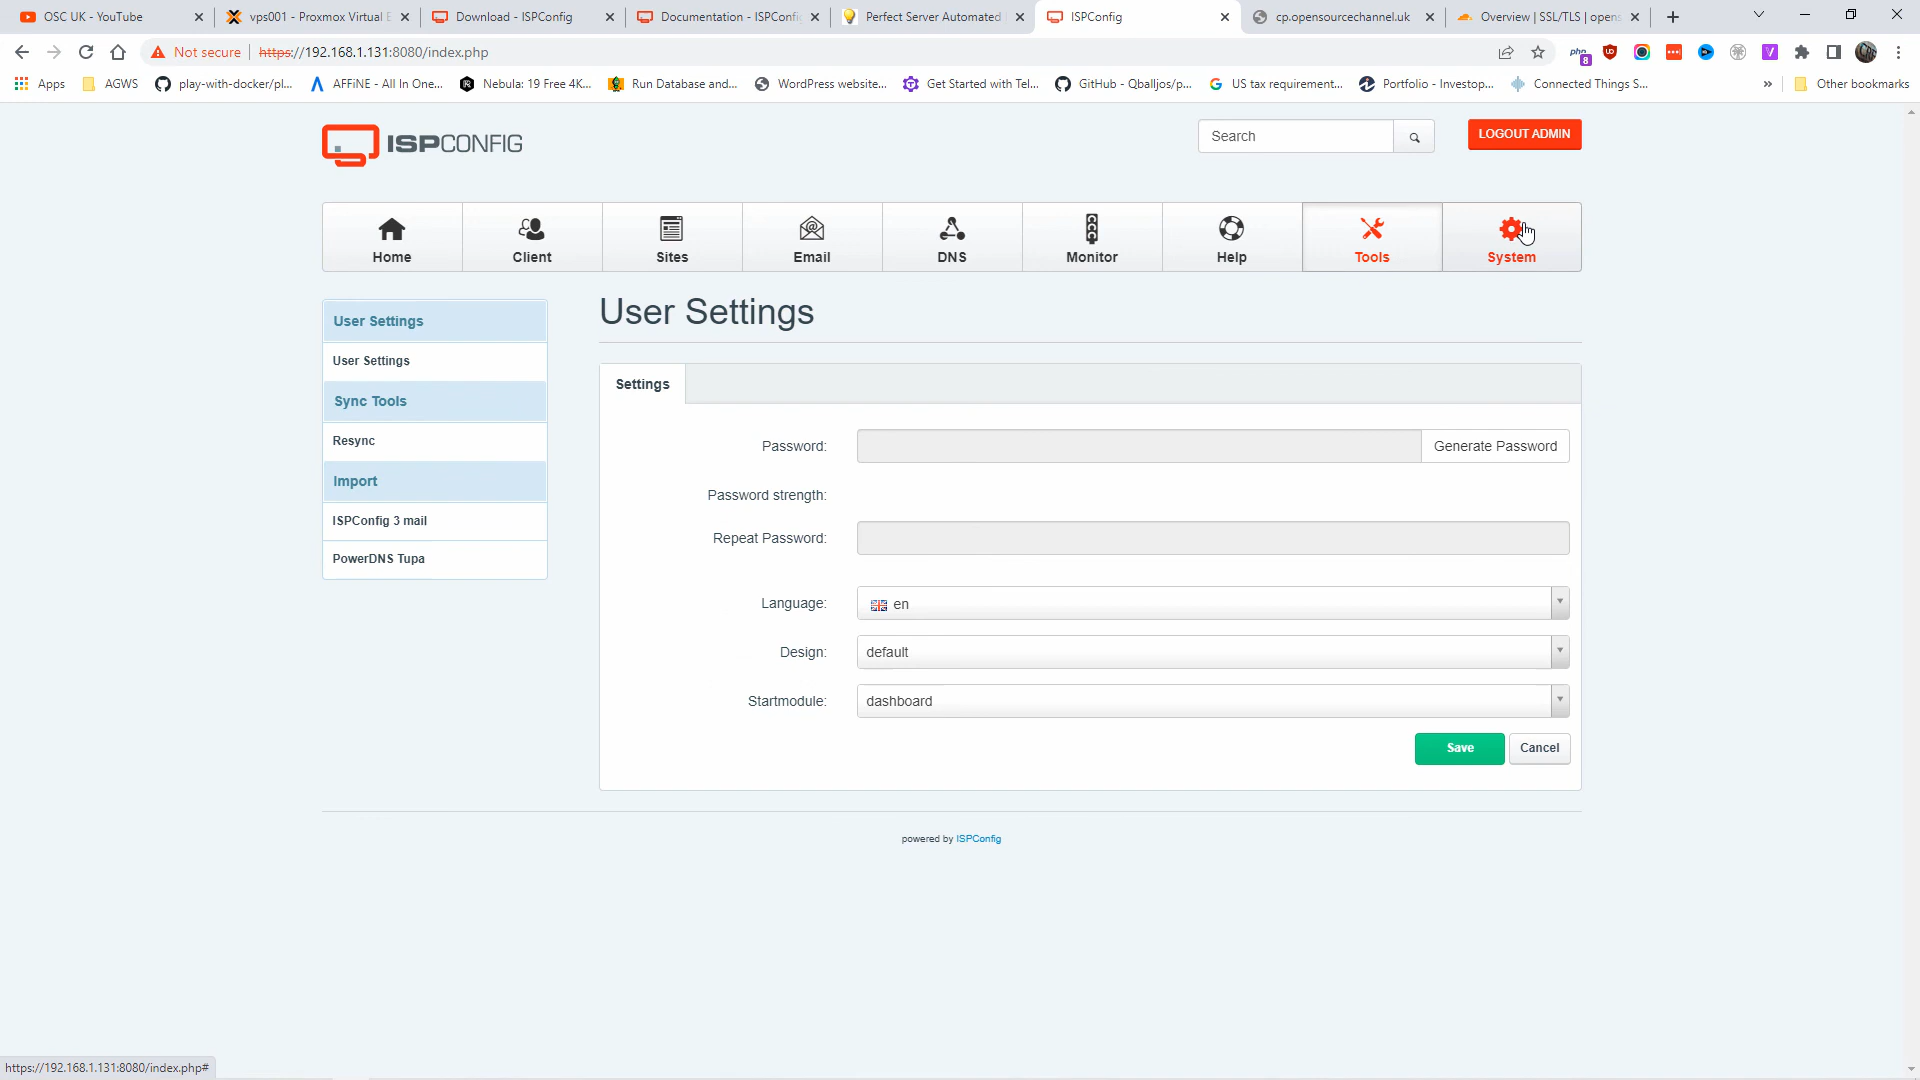 OSC UK - YouTube
vps001 - Proxmox Virtual E
Download - ISPConfig
Documentation - ISPConfig
Perfect Server Automated
ISPConfig
cp.opensourcechannel.uk
Overview | SSL/TLS | opens
Not secure
https://192.168.1.131:8080/index.php
php
8
Apps
AGWS
play-with-docker/pl...
AFFiNE - All In One...
Nebula: 19 Free 4K...
Run Database and...
WordPress website...
Get Started with Tel...
GitHub - Qballjos/p...
US tax requirement...
Portfolio - Investop...
Connected Things S...
»
Other bookmarks
ISPCONFIG
Search
LOGOUT ADMIN
Home
Client
Sites
Email
DNS
Monitor
Help
Tools
System
User Settings
User Settings
Sync Tools
Resync
Import
ISPConfig 3 mail
PowerDNS Tupa
User Settings
Settings
Password:
Generate Password
Password strength:
Repeat Password:
Language:
en
Design:
default
Startmodule:
dashboard
Save
Cancel
powered by ISPConfig
https://192.168.1.131:8080/index.php#